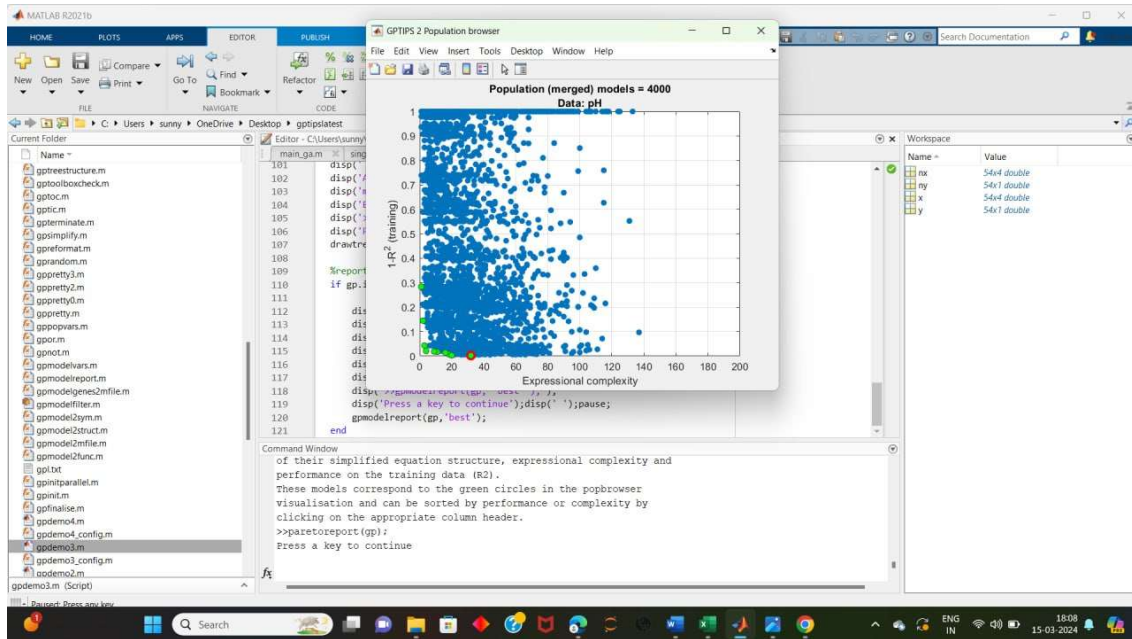 MATLAB R2021b
HOME PLOTS APPS EDITOR PUBLISH
Search Documentation
New Open Save Compare Print Go To Find Bookmark Refactor
FILE NAVIGATE CODE
C: Users sunny OneDrive Desktop gptipslatest
Current Folder
Name
gptreestructure.m
gptoolboxcheck.m
gptoc.m
gptic.m
gpterminate.m
gpsimplify.m
gpreformat.m
gprandom.m
gppretty3.m
gppretty2.m
gppretty0.m
gppretty.m
gppopvars.m
gpor.m
gpnot.m
gpmodelvars.m
gpmodelreport.m
gpmodelgenes2mfile.m
gpmodelfilter.m
gpmodel2sym.m
gpmodel2struct.m
gpmodel2mfile.m
gpmodel2func.m
gpl.txt
gpinitparallel.m
gpinit.m
gpfinalise.m
gpdemo4.m
gpdemo4_config.m
gpdemo3.m
gpdemo3_config.m
gpdemo2.m
gpdemo3.m (Script)
Paused: Press any key
Editor - C:\Users\sunny\
main_ga.m sing
101 disp('
102 disp('A
103 disp('m
104 disp('
105 disp('>
106 disp('P
107 drawtre
108
109 %report
110 if gp.i
111
112 dis
113 dis
114 dis
115 dis
116 dis
117 dis
118 disp('>>gpmodelreport(gp,''best'');');
119 disp('Press a key to continue');disp(' ');pause;
120 gpmodelreport(gp,'best');
121 end
GPTIPS 2 Population browser
File Edit View Insert Tools Desktop Window Help
Population (merged) models = 4000
Data: pH
1
0.9
0.8
0.7
0.6
0.5
0.4
0.3
0.2
0.1
0
1-R² (training)
0 20 40 60 80 100 120 140 160 180 200
Expressional complexity
Workspace
Name Value
nx 54x4 double
ny 54x1 double
x 54x4 double
y 54x1 double
Command Window
of their simplified equation structure, expressional complexity and
performance on the training data (R2).
These models correspond to the green circles in the popbrowser
visualisation and can be sorted by performance or complexity by
clicking on the appropriate column header.
>>paretoreport(gp);
Press a key to continue
fx
Search
ENG
IN
18:08
15-03-2024